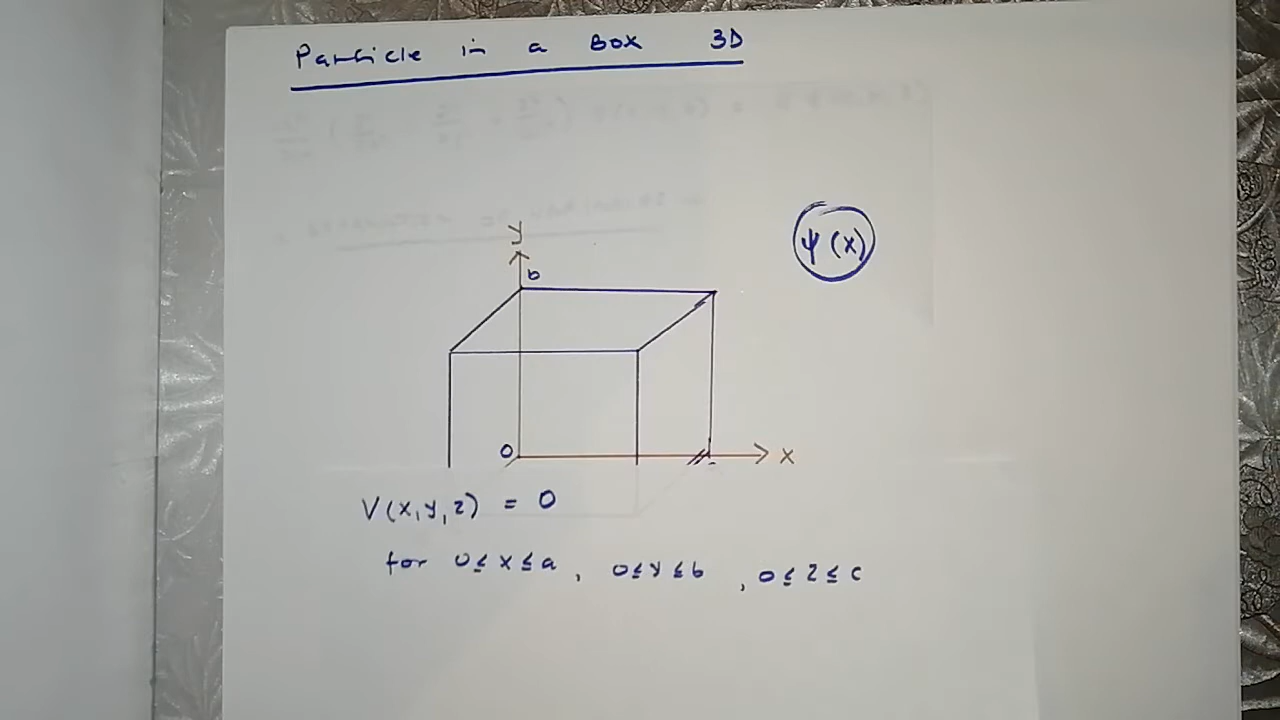 Particle in a Box 3D
y
b
ψ(x)
0
x
V(x,y,z) = 0
for 0≤x≤a, 0≤y≤b, 0≤z≤c